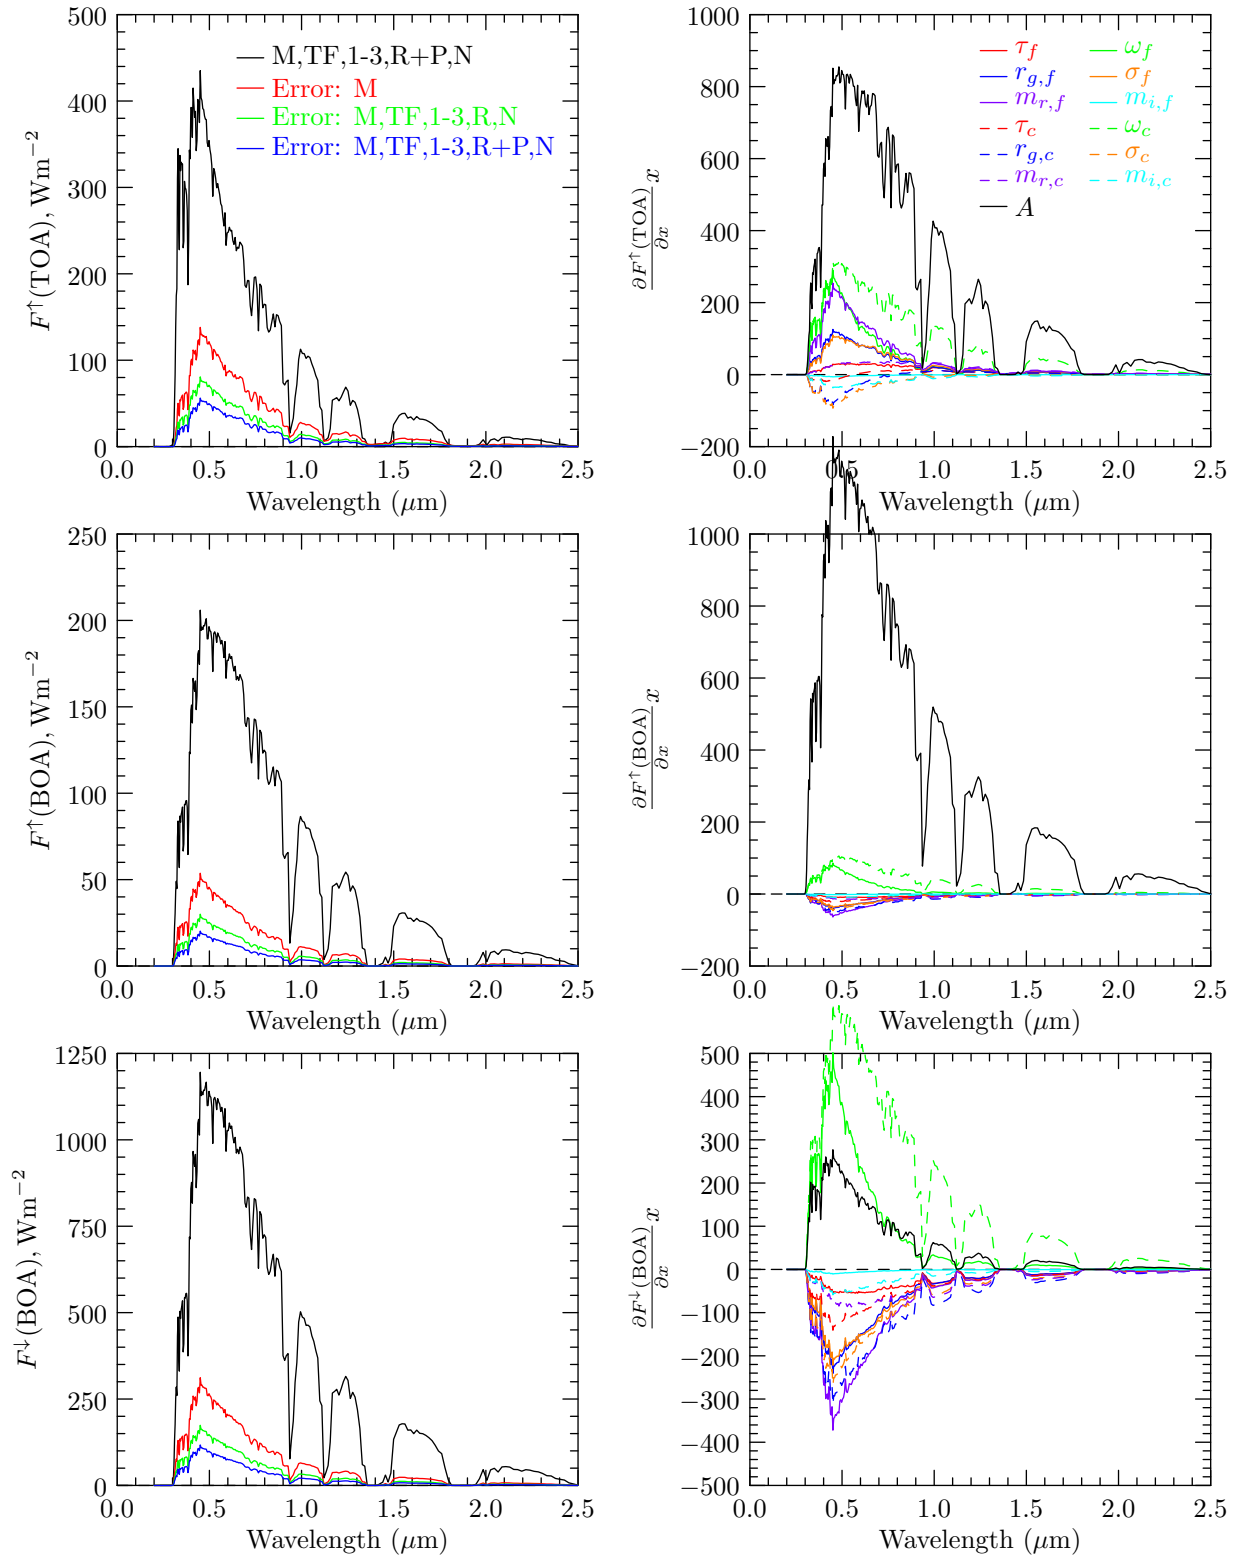 500
400
300
200
100
0
0.0 0.5 1.0 1.5 2.0 2.5
Wavelength (μm)
F↑(TOA), Wm−2
M,TF,1-3,R+P,N
Error: M
Error: M,TF,1-3,R,N
Error: M,TF,1-3,R+P,N
1000
800
600
400
200
0
−200
0.0 0.5 1.0 1.5 2.0 2.5
Wavelength (μm)
∂F↑(TOA)/∂x x
τf ωf
rg,f σf
mr,f mi,f
τc ωc
rg,c σc
mr,c mi,c
A
250
200
150
100
50
0
0.0 0.5 1.0 1.5 2.0 2.5
Wavelength (μm)
F↑(BOA), Wm−2
1000
800
600
400
200
0
−200
0.0 0.5 1.0 1.5 2.0 2.5
Wavelength (μm)
∂F↑(BOA)/∂x x
1250
1000
750
500
250
0
0.0 0.5 1.0 1.5 2.0 2.5
Wavelength (μm)
F↓(BOA), Wm−2
500
400
300
200
100
0
−100
−200
−300
−400
−500
0.0 0.5 1.0 1.5 2.0 2.5
Wavelength (μm)
∂F↓(BOA)/∂x x